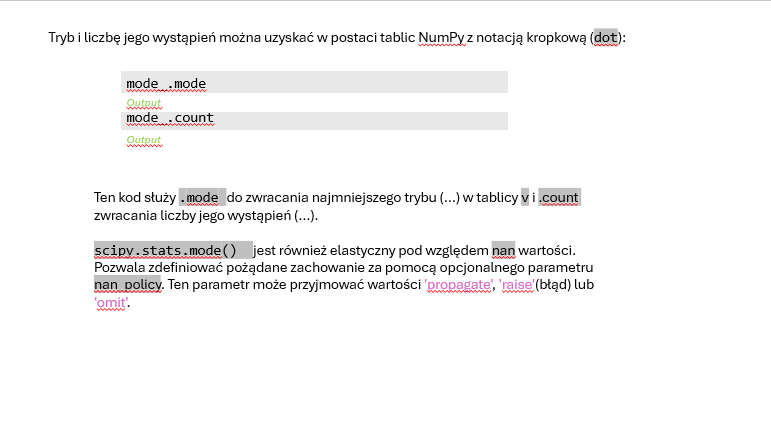 Tryb i liczbę jego wystąpień można uzyskać w postaci tablic NumPy z notacją kropkową (dot):
mode_.mode
Output
mode_.count
Output
Ten kod służy .mode do zwracania najmniejszego trybu (...) w tablicy v i .count
zwracania liczby jego wystąpień (...).
scipy.stats.mode() jest również elastyczny pod względem nan wartości.
Pozwala zdefiniować pożądane zachowanie za pomocą opcjonalnego parametru
nan_policy. Ten parametr może przyjmować wartości 'propagate', 'raise'(błąd) lub
'omit'.